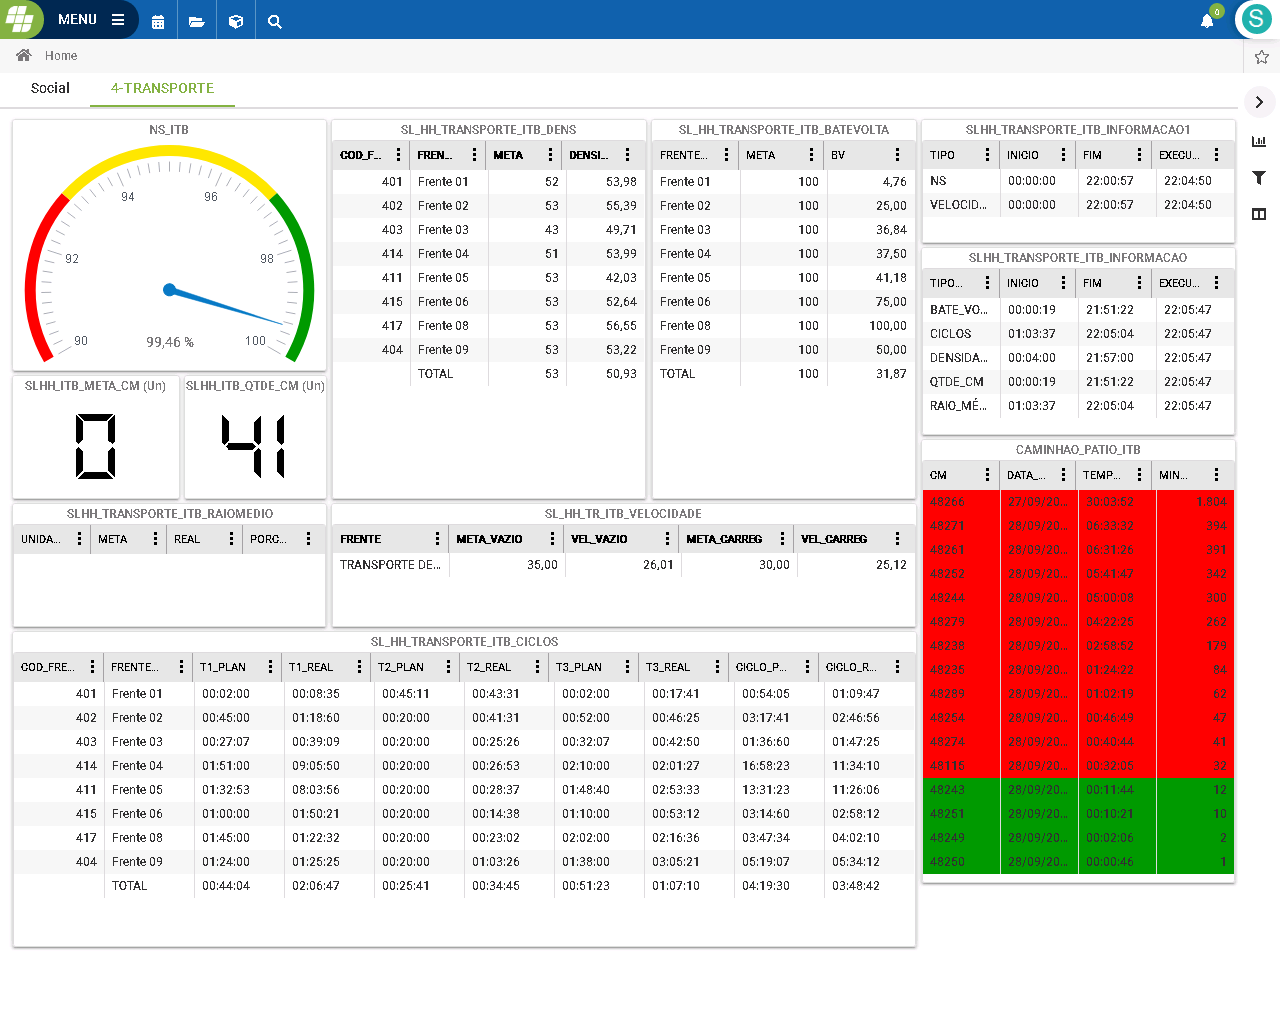 MENU
0
S
Home
Social
4-TRANSPORTE
NS_ITB
94
96
92
98
90
100
99,46 %
SLHH_ITB_META_CM (Un)
0
SLHH_ITB_QTDE_CM (Un)
41
SL_HH_TRANSPORTE_ITB_DENS
COD_F... FREN... META DENSI...
401 Frente 01 52 53,98
402 Frente 02 53 55,39
403 Frente 03 43 49,71
414 Frente 04 51 53,99
411 Frente 05 53 42,03
415 Frente 06 53 52,64
417 Frente 08 53 56,55
404 Frente 09 53 53,22
TOTAL 53 50,93
SL_HH_TRANSPORTE_ITB_BATEVOLTA
FRENTE... META BV
Frente 01 100 4,76
Frente 02 100 25,00
Frente 03 100 36,84
Frente 04 100 37,50
Frente 05 100 41,18
Frente 06 100 75,00
Frente 08 100 100,00
Frente 09 100 50,00
TOTAL 100 31,87
SLHH_TRANSPORTE_ITB_INFORMACAO1
TIPO INICIO FIM EXECU...
NS 00:00:00 22:00:57 22:04:50
VELOCID... 00:00:00 22:00:57 22:04:50
SLHH_TRANSPORTE_ITB_INFORMACAO
TIPO... INICIO FIM EXECU...
BATE_VO... 00:00:19 21:51:22 22:05:47
CICLOS 01:03:37 22:05:04 22:05:47
DENSIDA... 00:04:00 21:57:00 22:05:47
QTDE_CM 00:00:19 21:51:22 22:05:47
RAIO_MÉ... 01:03:37 22:05:04 22:05:47
CAMINHAO_PATIO_ITB
CM DATA_... TEMP... MIN...
48266 27/09/20... 30:03:52 1.804
48271 28/09/20... 06:33:32 394
48261 28/09/20... 06:31:26 391
48252 28/09/20... 05:41:47 342
48244 28/09/20... 05:00:08 300
48279 28/09/20... 04:22:25 262
48238 28/09/20... 02:58:52 179
48236 28/09/20... 01:24:22 84
48283 28/09/20... 01:02:19 62
48254 28/09/20... 00:46:49 47
48274 28/09/20... 00:40:44 41
48115 28/09/20... 00:32:05 32
48243 28/09/20... 00:11:44 12
48251 28/09/20... 00:10:21 10
48249 28/09/20... 00:02:06 2
48250 28/09/20... 00:00:46 1
SLHH_TRANSPORTE_ITB_RAIOMEDIO
UNIDA... META REAL PORC...
SL_HH_TR_ITB_VELOCIDADE
FRENTE META_VAZIO VEL_VAZIO META_CARREG VEL_CARREG
TRANSPORTE DE... 35,00 26,01 30,00 25,12
SL_HH_TRANSPORTE_ITB_CICLOS
COD_FRE... FRENTE... T1_PLAN T1_REAL T2_PLAN T2_REAL T3_PLAN T3_REAL CICLO_P... CICLO_R...
401 Frente 01 00:02:00 00:08:35 00:45:11 00:43:31 00:02:00 00:17:41 00:54:05 01:09:47
402 Frente 02 00:45:00 01:18:60 00:20:00 00:41:31 00:52:00 00:46:25 03:17:41 02:46:56
403 Frente 03 00:27:07 00:39:09 00:20:00 00:25:26 00:32:07 00:42:50 01:36:60 01:47:25
414 Frente 04 01:51:00 09:05:50 00:20:00 00:26:53 02:10:00 02:01:27 16:58:23 11:34:10
411 Frente 05 01:32:53 08:03:56 00:20:00 00:28:37 01:48:40 02:53:33 13:31:23 11:26:06
415 Frente 06 01:00:00 01:50:21 00:20:00 00:14:38 01:10:00 00:53:12 03:14:60 02:58:12
417 Frente 08 01:45:00 01:22:32 00:20:00 00:23:02 02:02:00 02:16:36 03:47:34 04:02:10
404 Frente 09 01:24:00 01:25:25 00:20:00 01:03:26 01:38:00 03:05:21 05:19:07 05:34:12
TOTAL 00:44:04 02:06:47 00:25:41 00:34:45 00:51:23 01:07:10 04:19:30 03:48:42